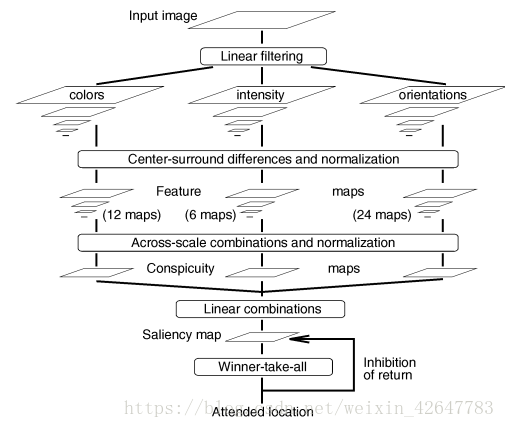 Input image
Linear filtering
colors intensity orientations
Center-surround differences and normalization
Feature maps
(12 maps) (6 maps) (24 maps)
Across-scale combinations and normalization
Conspicuity maps
Linear combinations
Saliency map
Winner-take-all
Inhibition
of return
https://blog.csdn.net/weixin_42647783
Attended location